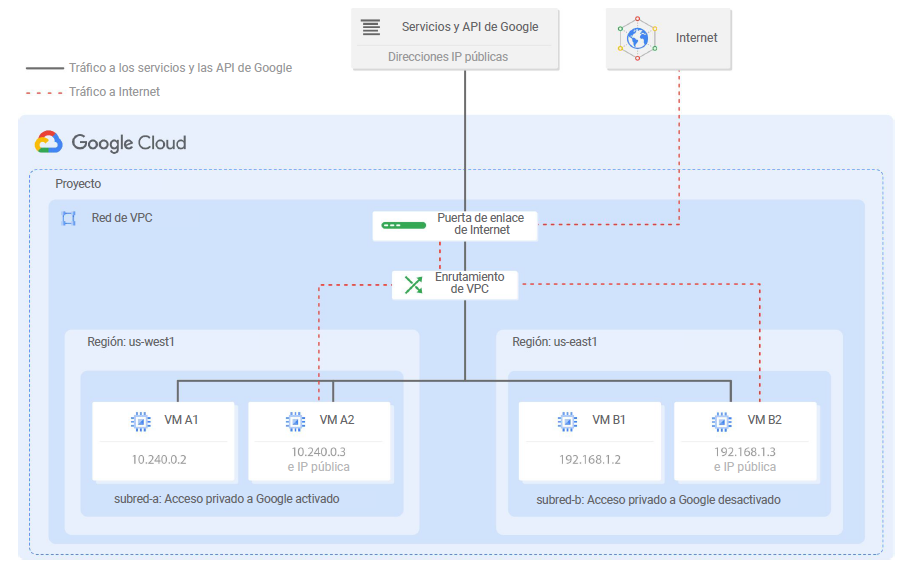 Servicios y API de Google
Direcciones IP públicas
Internet
Tráfico a los servicios y las API de Google
Tráfico a Internet
Google Cloud
Proyecto
Red de VPC
Puerta de enlace
de Internet
Enrutamiento
de VPC
Región: us-west1
Región: us-east1
VM A1
10.240.0.2
VM A2
10.240.0.3
e IP pública
VM B1
192.168.1.2
VM B2
192.168.1.3
e IP pública
subred-a: Acceso privado a Google activado
subred-b: Acceso privado a Google desactivado